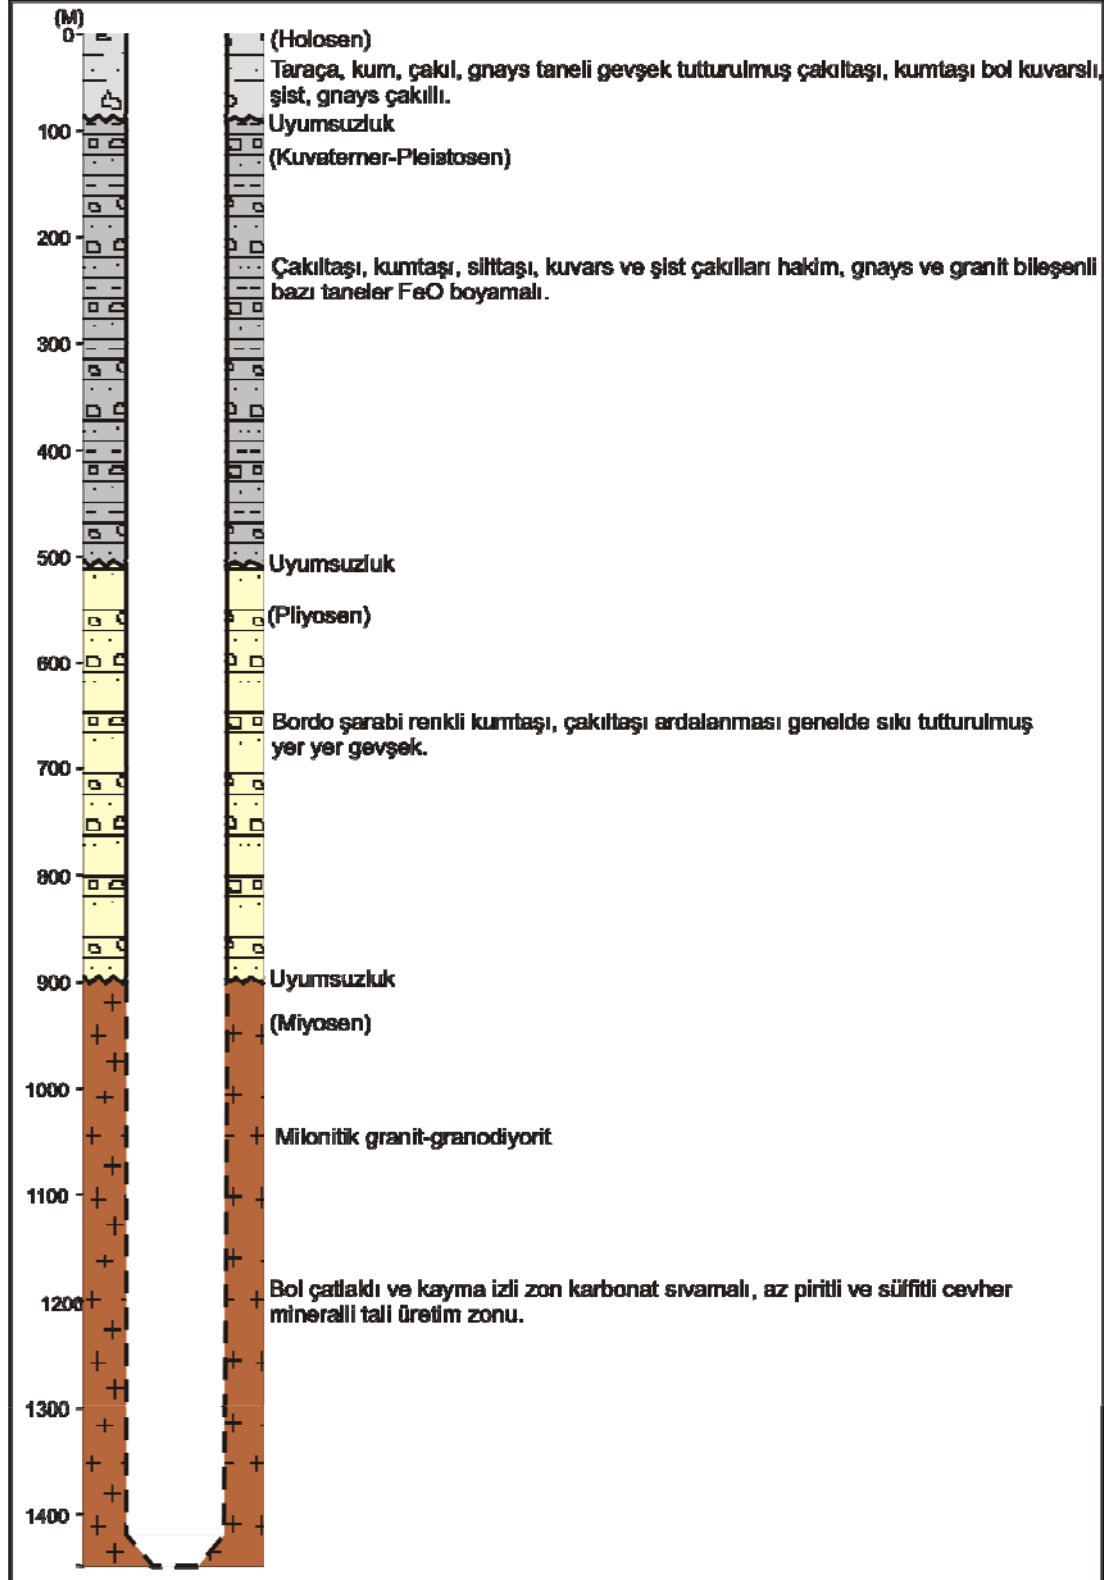 (M)
0
(Holosen)
Taraça, kum, çakıl, gnays taneli gevşek tutturulmuş çakıltaşı, kumtaşı bol kuvarslı,
şist, gnays çakıllı.
Uyumsuzluk
100
(Kuvaterner-Pleistosen)
200
Çakıltaşı, kumtaşı, silttaşı, kuvars ve şist çakılları hakim, gnays ve granit bileşenli
bazı taneler FeO boyamalı.
300
400
500
Uyumsuzluk
(Pliyosen)
600
Bordo şarabi renkli kumtaşı, çakıltaşı ardalanması genelde sıkı tutturulmuş
yer yer gevşek.
700
800
900
Uyumsuzluk
(Miyosen)
1000
Milonitik granit-granodiyorit
1100
Bol çatlaklı ve kayma izli zon karbonat sıvamalı, az piritli ve sülfitli cevher
1200
mineralli tali üretim zonu.
1300
1400